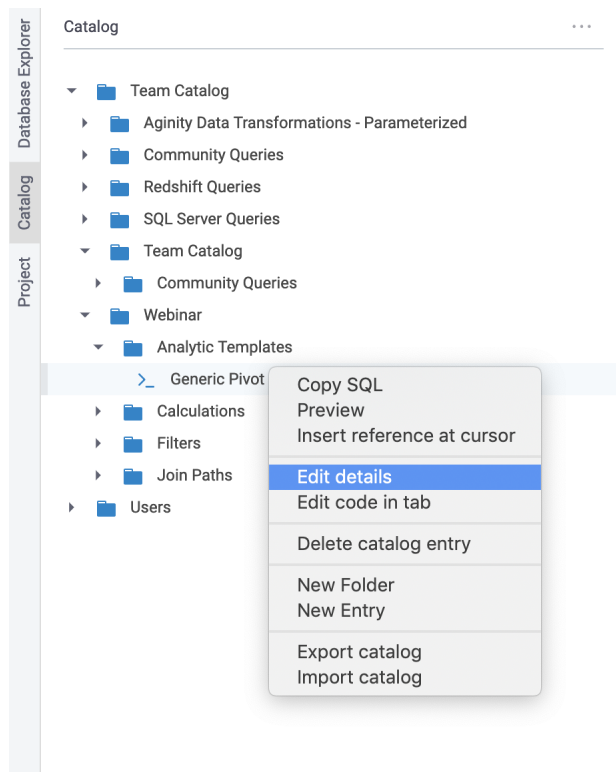 Catalog
...
Database Explorer
Catalog
Project
Team Catalog
Aginity Data Transformations - Parameterized
Community Queries
Redshift Queries
SQL Server Queries
Team Catalog
Community Queries
Webinar
Analytic Templates
>_ Generic Pivot
Calculations
Filters
Join Paths
Users
Copy SQL
Preview
Insert reference at cursor
Edit details
Edit code in tab
Delete catalog entry
New Folder
New Entry
Export catalog
Import catalog